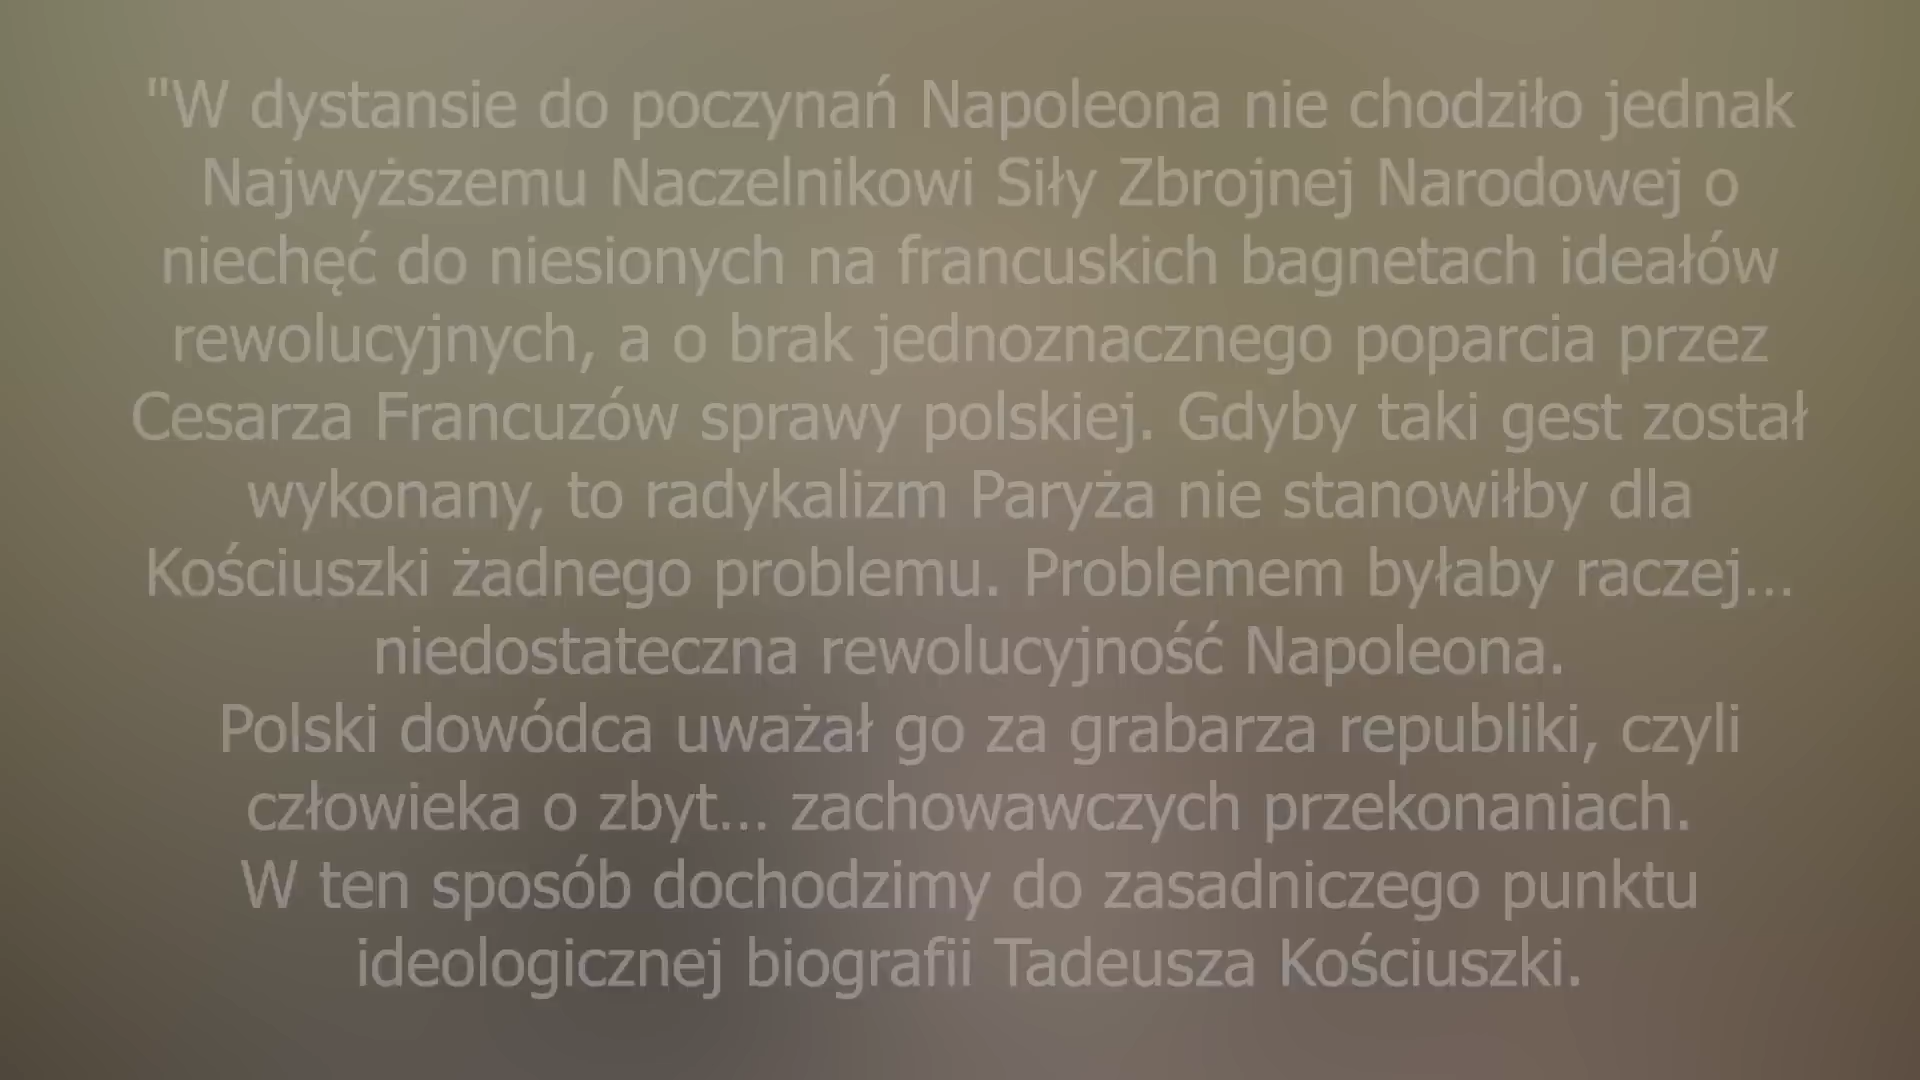 "W dystansie do poczynań Napoleona nie chodziło jednak
Najwyższemu Naczelnikowi Siły Zbrojnej Narodowej o
niechęć do niesionych na francuskich bagnetach ideałów
rewolucyjnych, a o brak jednoznacznego poparcia przez
Cesarza Francuzów sprawy polskiej. Gdyby taki gest został
wykonany, to radykalizm Paryża nie stanowiłby dla
Kościuszki żadnego problemu. Problemem byłaby raczej…
niedostateczna rewolucyjność Napoleona.
Polski dowódca uważał go za grabarza republiki, czyli
człowieka o zbyt… zachowawczych przekonaniach.
W ten sposób dochodzimy do zasadniczego punktu
ideologicznej biografii Tadeusza Kościuszki.